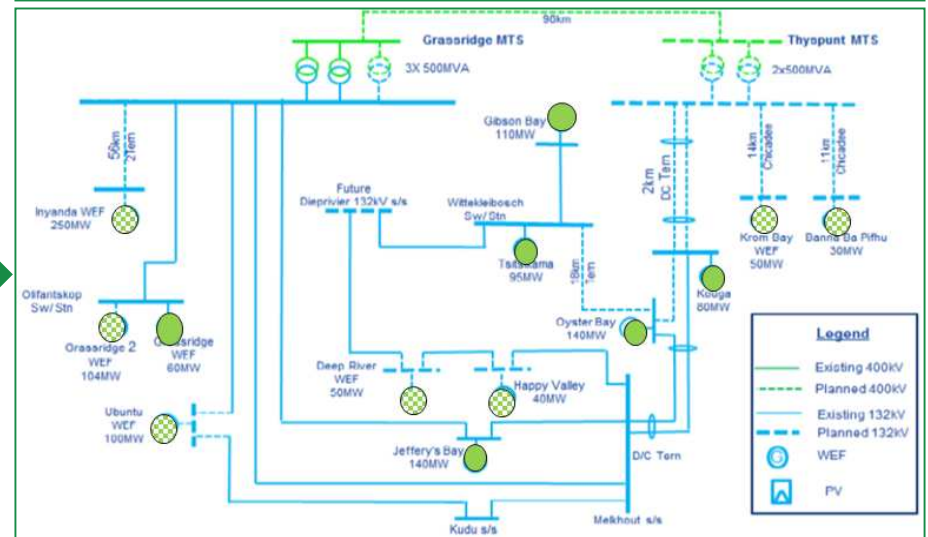 90km
Grassridge MTS
Thyspunt MTS
3X 500MVA
2x500MVA
56km
2Tern
Gibson Bay
110MW
2km
DC Tern
14km
Chicadee
11km
Chicadee
Future
Dieprivier 132kV s/s
Wittekleibosch
Sw/ Stn
Inyanda WEF
250MW
Tsitsikama
95MW
18km
Tern
Krom Bay
WEF
50MW
Banna Ba Pifhu
30MW
Kouga
80MW
Olifantskop
Sw/ Stn
Oyster Bay
140MW
Grassridge 2
WEF
104MW
Grassridge
WEF
60MW
Deep River
WEF
50MW
Happy Valley
40MW
Ubuntu
WEF
100MW
Jeffery's Bay
140MW
D/C Tern
Kudu s/s
Melkhout s/s
Legend
Existing 400kV
Planned 400kV
Existing 132kV
Planned 132kV
WEF
PV